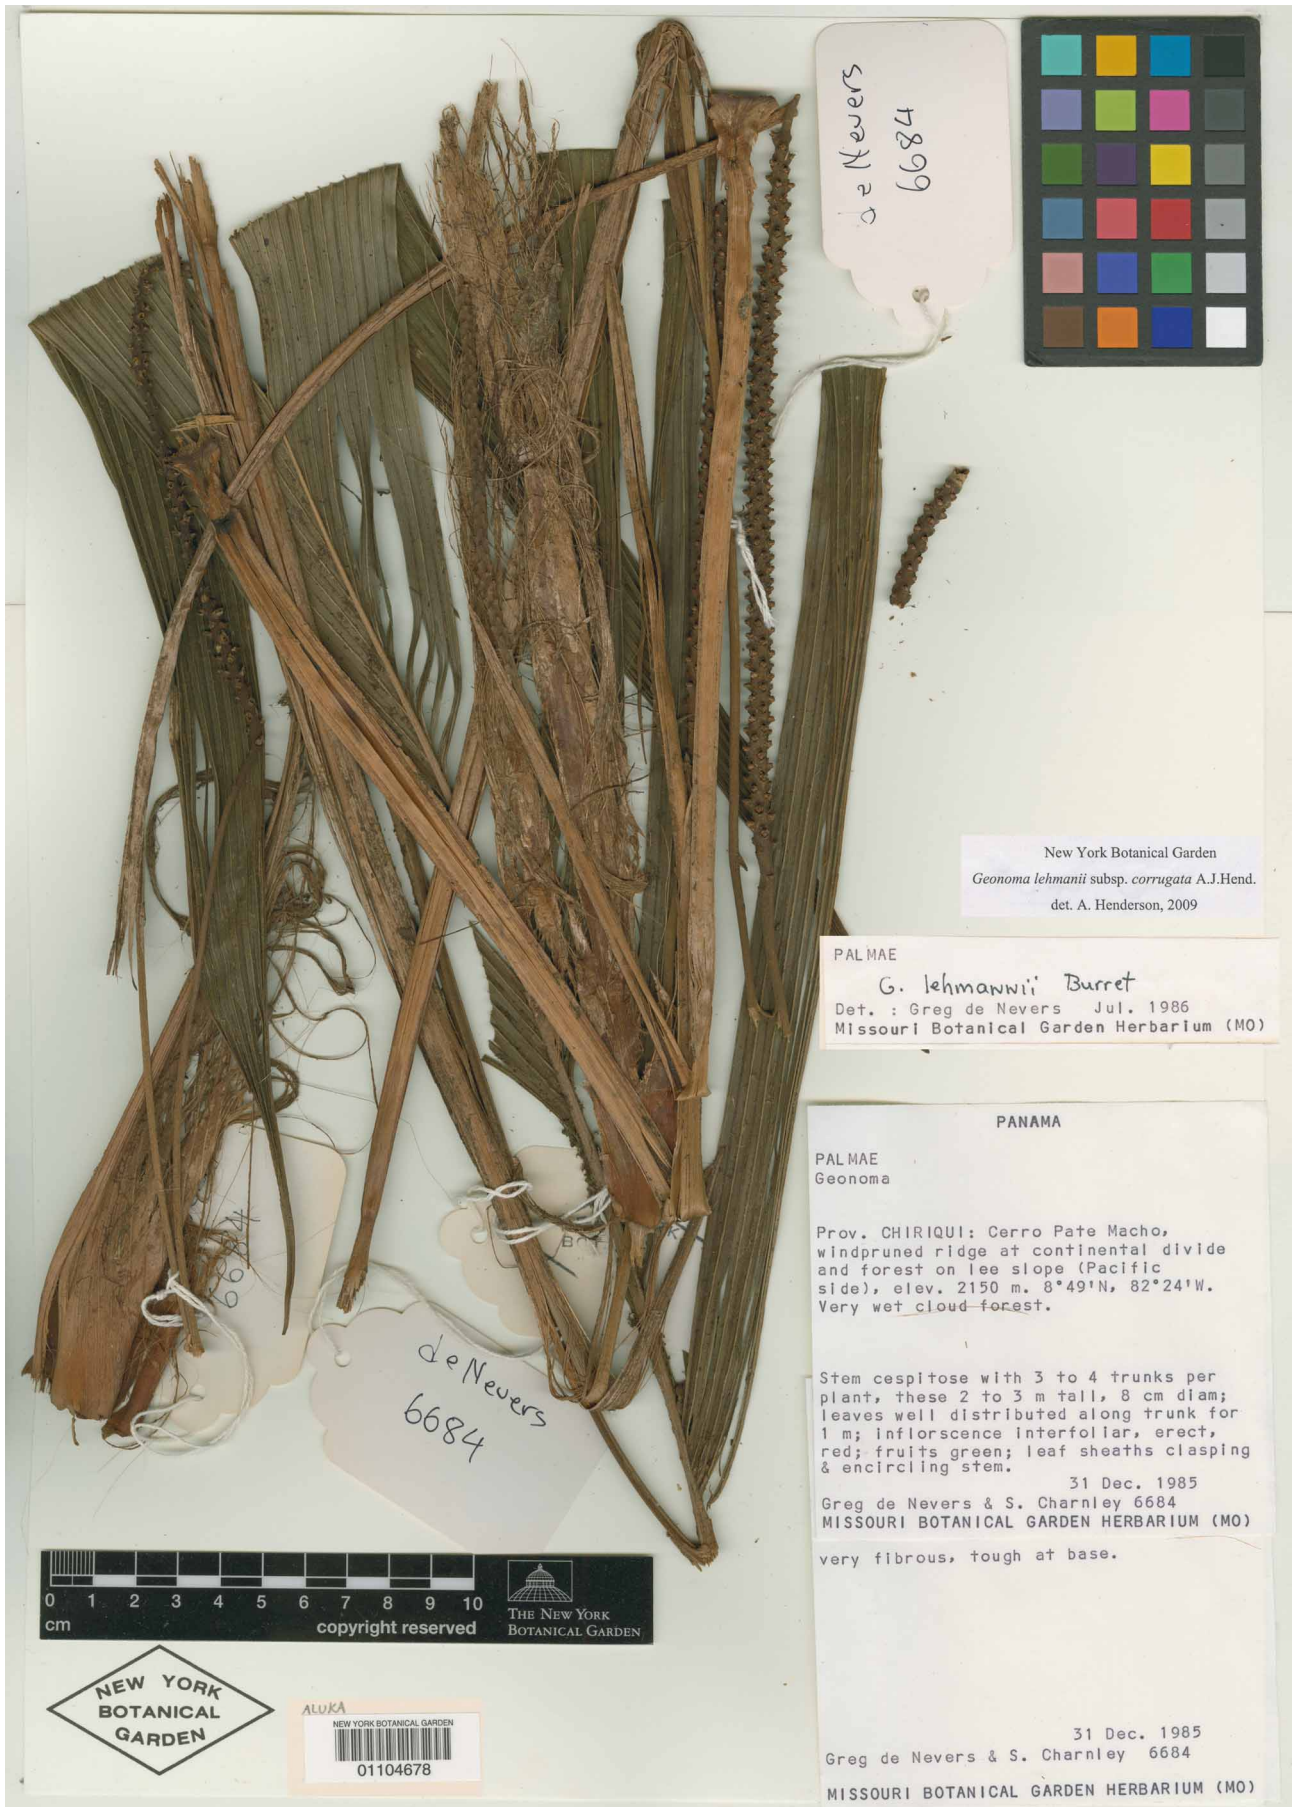 de Nevers
6684
New York Botanical Garden
Geonoma lehmanii subsp. corrugata A.J.Hend.
det. A. Henderson, 2009
PALMAE
G. lehmannii Burret
Det. : Greg de Nevers Jul. 1986
Missouri Botanical Garden Herbarium (MO)
PANAMA
PALMAE
Geonoma
Prov. CHIRIQUI: Cerro Pate Macho,
windpruned ridge at continental divide
and forest on lee slope (Pacific
side), elev. 2150 m. 8°49'N, 82°24'W.
Very wet cloud forest.
Stem cespitose with 3 to 4 trunks per
plant, these 2 to 3 m tall, 8 cm diam;
leaves well distributed along trunk for
1 m; inflorscence interfoliar, erect,
red; fruits green; leaf sheaths clasping
& encircling stem.
31 Dec. 1985
Greg de Nevers & S. Charnley 6684
MISSOURI BOTANICAL GARDEN HERBARIUM (MO)
very fibrous, tough at base.
31 Dec. 1985
Greg de Nevers & S. Charnley 6684
MISSOURI BOTANICAL GARDEN HERBARIUM (MO)
6684
de Nevers
6684
0 1 2 3 4 5 6 7 8 9 10
cm
copyright reserved
THE NEW YORK
BOTANICAL GARDEN
NEW YORK
BOTANICAL
GARDEN
ALUKA
NEW YORK BOTANICAL GARDEN
01104678